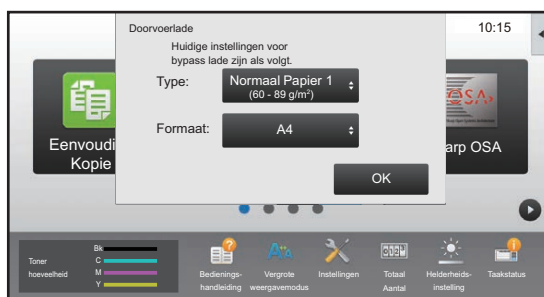 Doorvoerlade
10:15
Huidige instellingen voor
bypass lade zijn als volgt.
Type:
Normaal Papier 1
(60 - 89 g/m²)
Formaat:
A4
OK
Eenvoudi
Kopie
OSA
arp OSA
Toner
hoeveelheid
Bk
C
M
Y
Bedienings-
handleiding
Vergrote
weergavemodus
Instellingen
Totaal
Aantal
Helderheids-
instelling
Taakstatus